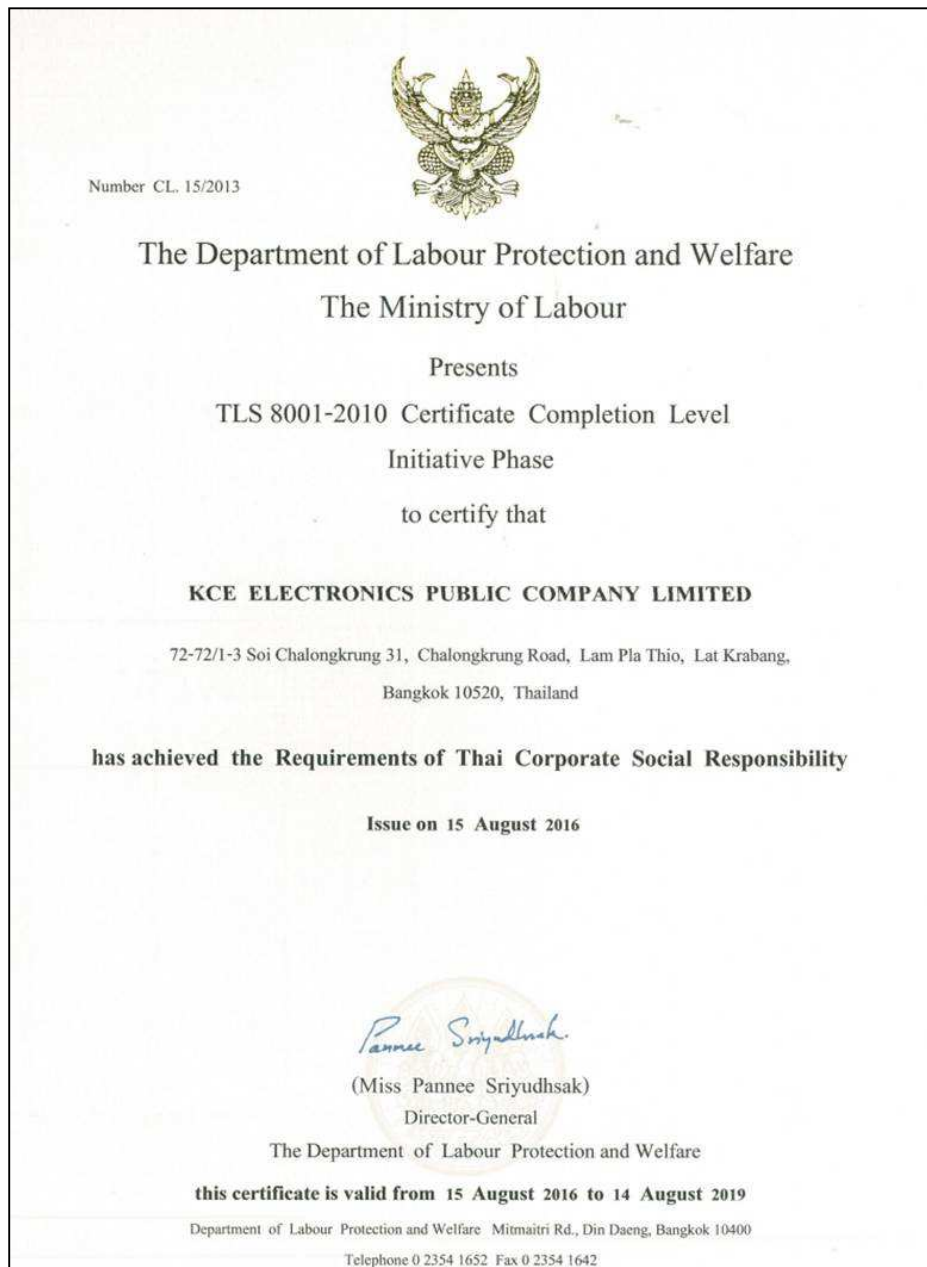 Number CL. 15/2013
The Department of Labour Protection and Welfare
The Ministry of Labour
Presents
TLS 8001-2010 Certificate Completion Level
Initiative Phase
to certify that
KCE ELECTRONICS PUBLIC COMPANY LIMITED
72-72/1-3 Soi Chalongkrung 31, Chalongkrung Road, Lam Pla Thio, Lat Krabang,
Bangkok 10520, Thailand
has achieved the Requirements of Thai Corporate Social Responsibility
Issue on 15 August 2016
Pannee Sriyudhsak.
(Miss Pannee Sriyudhsak)
Director-General
The Department of Labour Protection and Welfare
this certificate is valid from 15 August 2016 to 14 August 2019
Department of Labour Protection and Welfare Mitmaitri Rd., Din Daeng, Bangkok 10400
Telephone 0 2354 1652 Fax 0 2354 1642